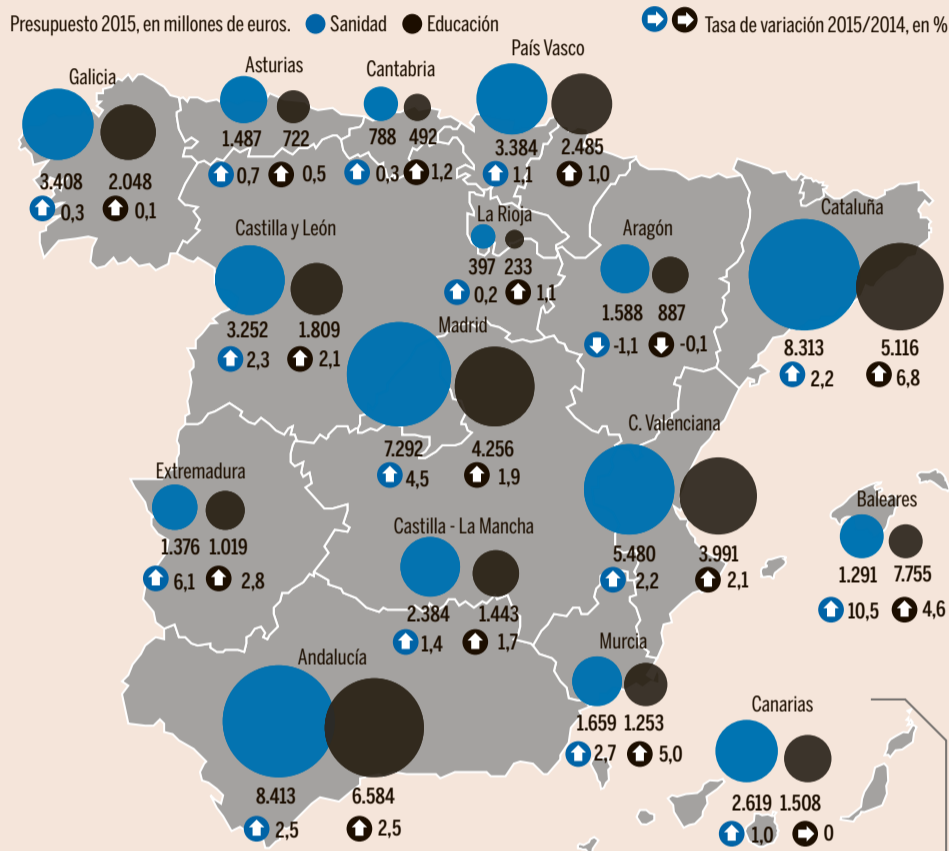 Presupuesto 2015, en millones de euros. Sanidad Educación
Tasa de variación 2015/2014, en %
Galicia
3.408 2.048
0,3 0,1
Asturias
1.487 722
0,7 0,5
Cantabria
788 492
0,3 1,2
País Vasco
3.384 2.485
1,1 1,0
Castilla y León
3.252 1.809
2,3 2,1
La Rioja
397 233
0,2 1,1
Aragón
1.588 887
-1,1 -0,1
Cataluña
8.313 5.116
2,2 6,8
Madrid
7.292 4.256
4,5 1,9
C. Valenciana
5.480 3.991
2,2 2,1
Extremadura
1.376 1.019
6,1 2,8
Castilla - La Mancha
2.384 1.443
1,4 1,7
Baleares
1.291 7.755
10,5 4,6
Andalucía
8.413 6.584
2,5 2,5
Murcia
1.659 1.253
2,7 5,0
Canarias
2.619 1.508
1,0 0